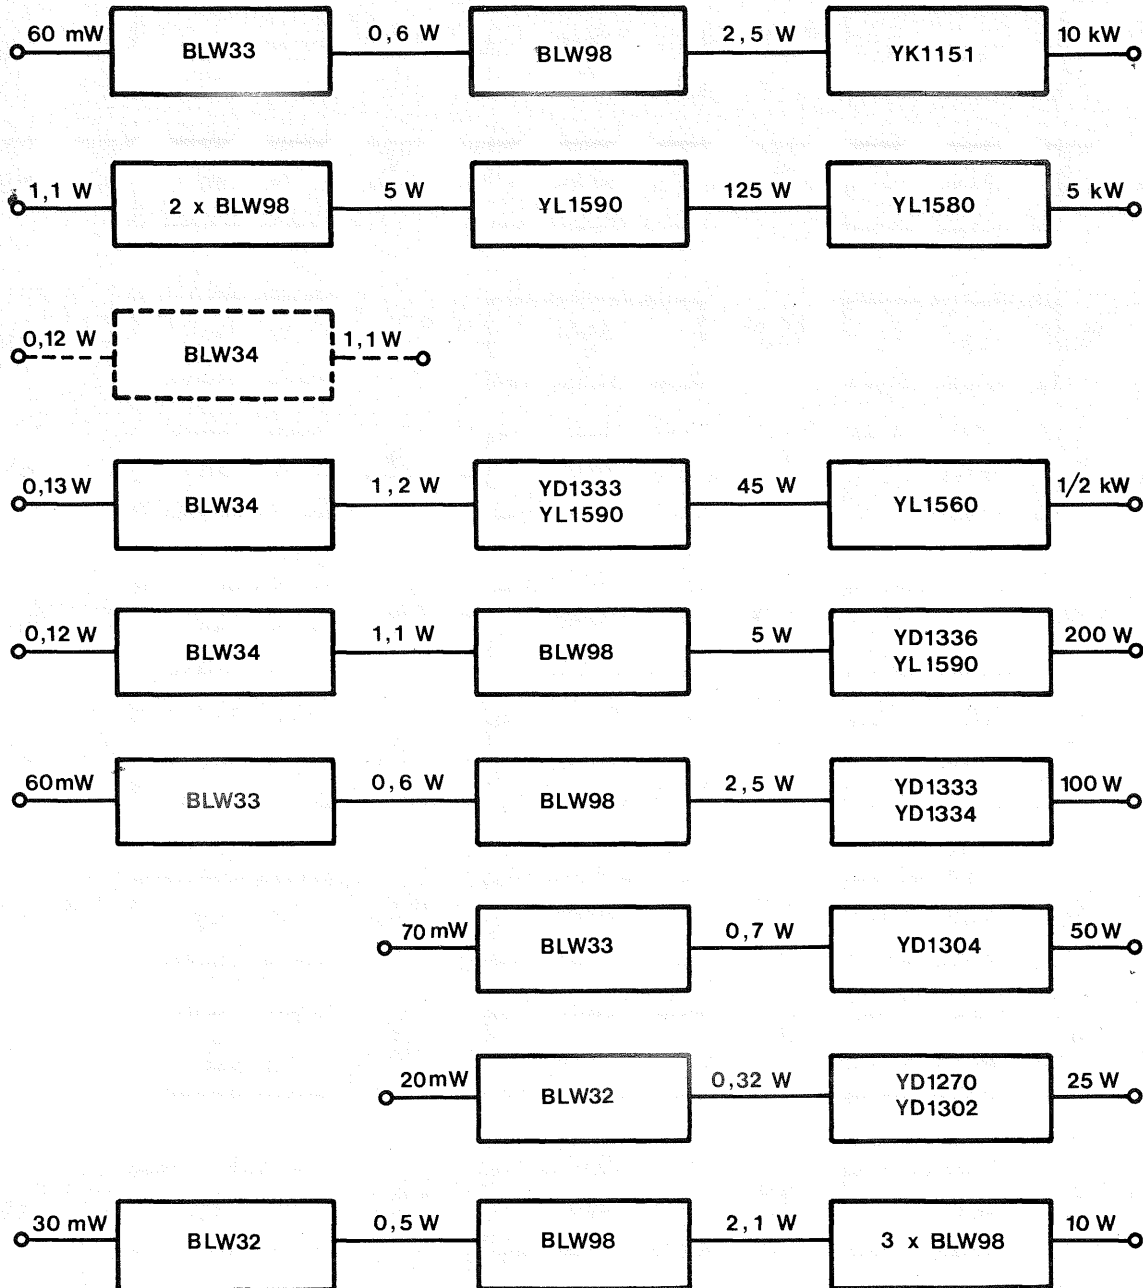 60 mW BLW33 0,6 W BLW98 2,5 W YK1151 10 kW
1,1 W 2 x BLW98 5 W YL1590 125 W YL1580 5 kW
0,12 W BLW34 1,1 W
0,13 W BLW34 1,2 W YD1333 45 W YL1560 1/2 kW
YL1590
0,12 W BLW34 1,1 W BLW98 5 W YD1336 200 W
YL1590
60mW BLW33 0,6 W BLW98 2,5 W YD1333 100 W
YD1334
70 mW BLW33 0,7 W YD1304 50 W
20mW BLW32 0,32 W YD1270 25 W
YD1302
30 mW BLW32 0,5 W BLW98 2,1 W 3 x BLW98 10 W